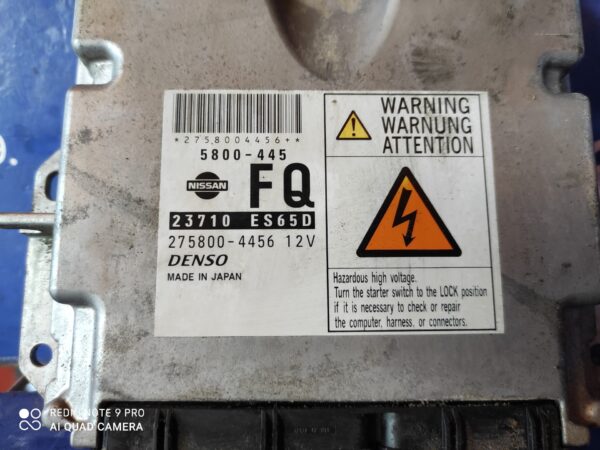 *2758004456+*
5800-445
NISSAN
FQ
23710 ES65D
275800-4456 12V
DENSO
MADE IN JAPAN
WARNING
WARNUNG
ATTENTION
Hazardous high voltage.
Turn the starter switch to the LOCK position
if it is necessary to check or repair
the computer, harness, or connectors.
REDMI NOTE 9 PRO
AI QUAD CAMERA